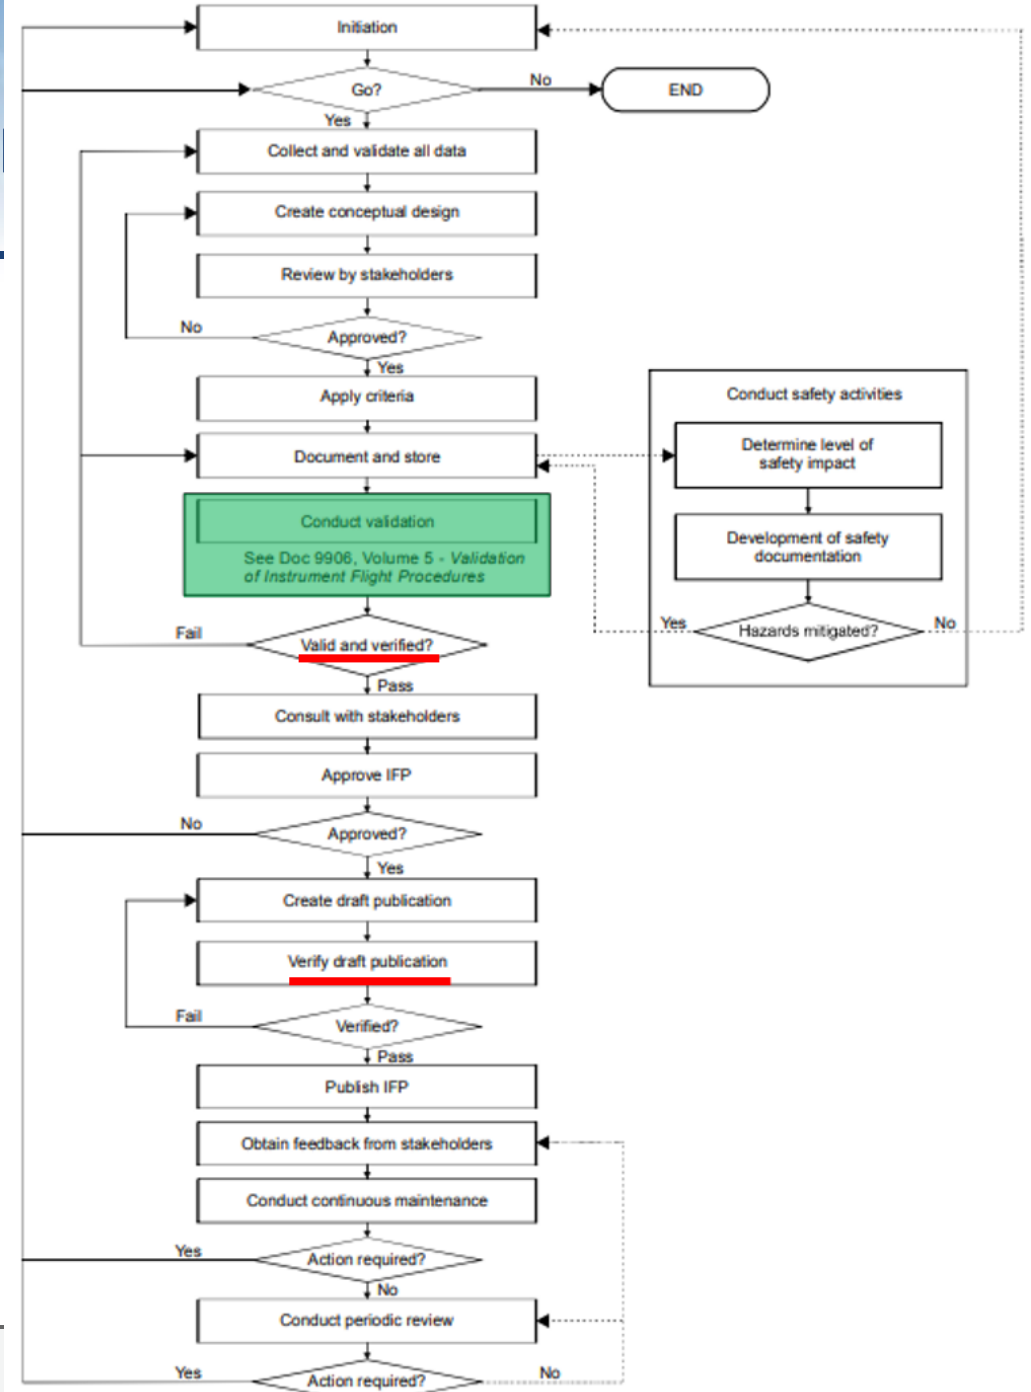 Initiation
Go?
No
END
Yes
Collect and validate all data
Create conceptual design
Review by stakeholders
No
Approved?
Yes
Apply criteria
Document and store
Conduct validation
See Doc 9906, Volume 5 - Validation
of Instrument Flight Procedures
Fail
Valid and verified?
Pass
Consult with stakeholders
Approve IFP
No
Approved?
Yes
Create draft publication
Verify draft publication
Fail
Verified?
Pass
Publish IFP
Obtain feedback from stakeholders
Conduct continuous maintenance
Yes
Action required?
No
Conduct periodic review
Yes
Action required?
No
Conduct safety activities
Determine level of
safety impact
Development of safety
documentation
Yes
Hazards mitigated?
No